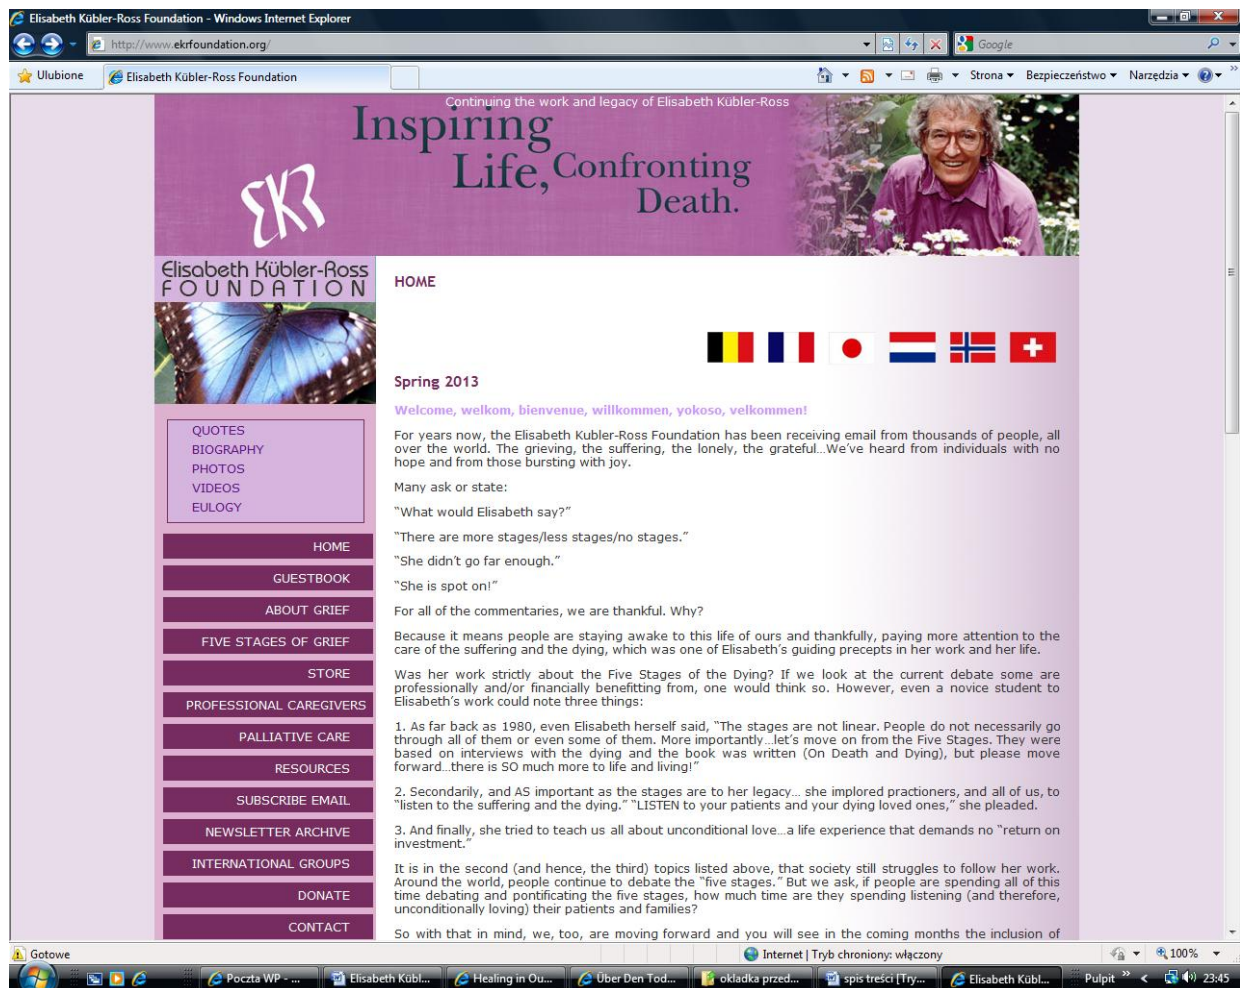 Elisabeth Kübler-Ross Foundation - Windows Internet Explorer
http://www.ekrfoundation.org/
Google
Ulubione
Elisabeth Kübler-Ross Foundation
Strona
Bezpieczeństwo
Narzędzia
Continuing the work and legacy of Elisabeth Kübler-Ross
Inspiring
Life, Confronting
Death.
EKR
Elisabeth Kübler-Ross
FOUNDATION
QUOTES
BIOGRAPHY
PHOTOS
VIDEOS
EULOGY
HOME
GUESTBOOK
ABOUT GRIEF
FIVE STAGES OF GRIEF
STORE
PROFESSIONAL CAREGIVERS
PALLIATIVE CARE
RESOURCES
SUBSCRIBE EMAIL
NEWSLETTER ARCHIVE
INTERNATIONAL GROUPS
DONATE
CONTACT
HOME
Spring 2013
Welcome, welkom, bienvenue, willkommen, yokoso, velkommen!
For years now, the Elisabeth Kubler-Ross Foundation has been receiving email from thousands of people, all
over the world. The grieving, the suffering, the lonely, the grateful...We've heard from individuals with no
hope and from those bursting with joy.
Many ask or state:
"What would Elisabeth say?"
"There are more stages/less stages/no stages."
"She didn't go far enough."
"She is spot on!"
For all of the commentaries, we are thankful. Why?
Because it means people are staying awake to this life of ours and thankfully, paying more attention to the
care of the suffering and the dying, which was one of Elisabeth's guiding precepts in her work and her life.
Was her work strictly about the Five Stages of the Dying? If we look at the current debate some are
professionally and/or financially benefitting from, one would think so. However, even a novice student to
Elisabeth's work could note three things:
1. As far back as 1980, even Elisabeth herself said, "The stages are not linear. People do not necessarily go
through all of them or even some of them. More importantly...let's move on from the Five Stages. They were
based on interviews with the dying and the book was written (On Death and Dying), but please move
forward...there is SO much more to life and living!"
2. Secondarily, and AS important as the stages are to her legacy... she implored practioners, and all of us, to
"listen to the suffering and the dying." "LISTEN to your patients and your dying loved ones," she pleaded.
3. And finally, she tried to teach us all about unconditional love...a life experience that demands no "return on
investment."
It is in the second (and hence, the third) topics listed above, that society still struggles to follow her work.
Around the world, people continue to debate the "five stages." But we ask, if people are spending all of this
time debating and pontificating the five stages, how much time are they spending listening (and therefore,
unconditionally loving) their patients and families?
So with that in mind, we, too, are moving forward and you will see in the coming months the inclusion of
Gotowe
Internet | Tryb chroniony: włączony
100%
Poczta WP - ...
Elisabeth Kübl...
Healing in Ou...
Über Den Tod...
okladka przed...
spis treści [Try...
Elisabeth Kübl...
Pulpit
23:45